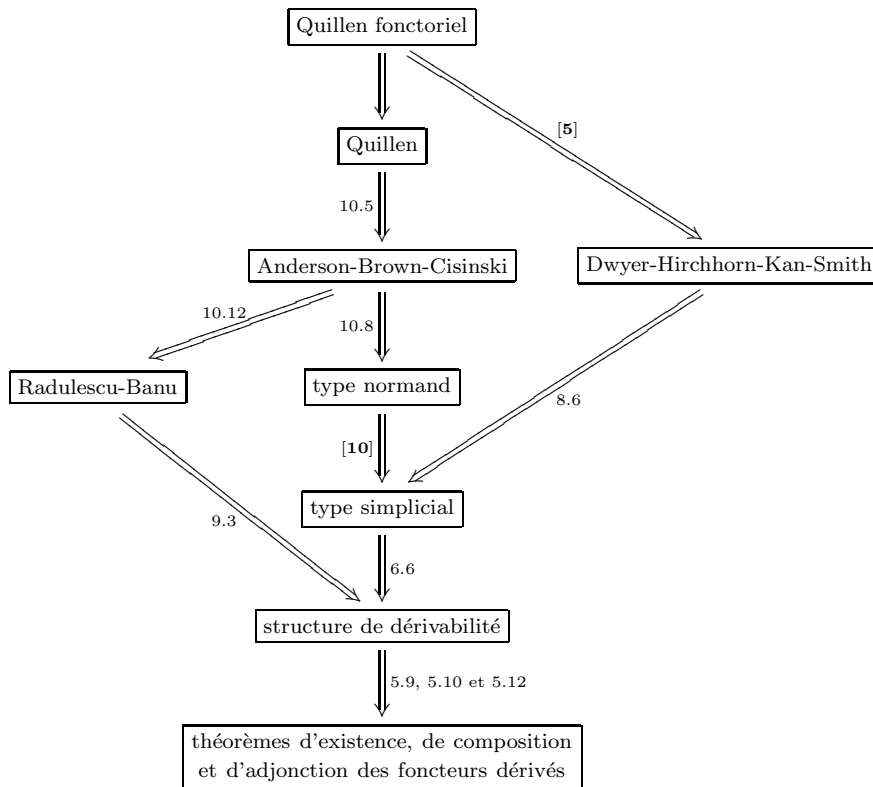 Quillen fonctoriel
[5]
Quillen
10.5
Anderson-Brown-Cisinski
Dwyer-Hirchhorn-Kan-Smith
10.12
10.8
Radulescu-Banu
type normand
8.6
[10]
type simplicial
9.3
6.6
structure de dérivabilité
5.9, 5.10 et 5.12
théorèmes d'existence, de composition
et d'adjonction des foncteurs dérivés